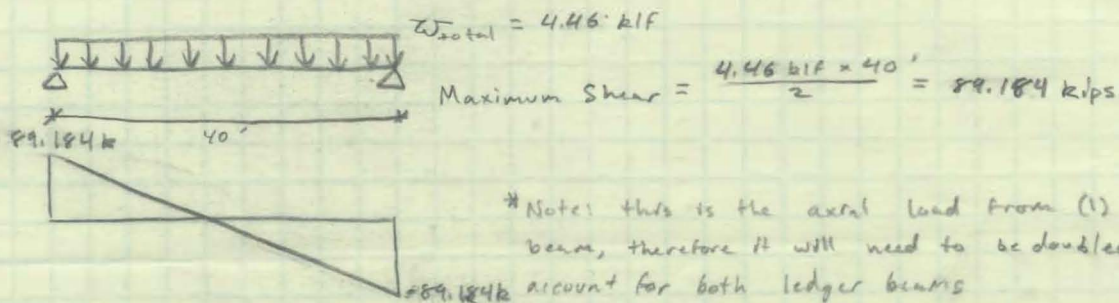 w total = 4.46 klf
Maximum Shear = 4.46 klf × 40' / 2 = 89.184 kips
40'
89.184 k
-89.184k
*Note: this is the axial load from (1)
beam, therefore it will need to be doubled
account for both ledger beams